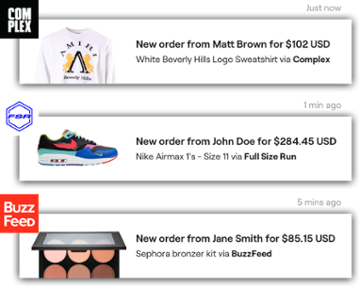 COM
PLEX
Just now
AMIRI
Beverly Hills
New order from Matt Brown for $102 USD
White Beverly Hills Logo Sweatshirt via Complex
FSR
1 min ago
New order from John Doe for $284.45 USD
Nike Airmax 1's - Size 11 via Full Size Run
Buzz
FeeD
5 mins ago
New order from Jane Smith for $85.15 USD
Sephora bronzer kit via BuzzFeed